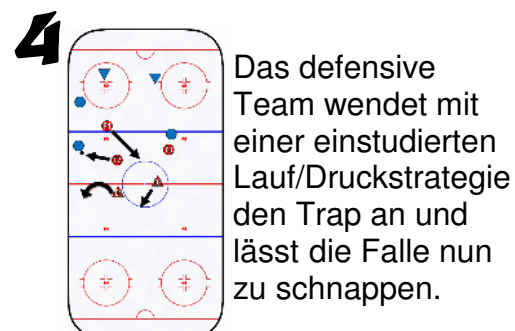 4
Das defensive
Team wendet mit
einer einstudierten
Lauf/Druckstrategie
den Trap an und
lässt die Falle nun
zu schnappen.